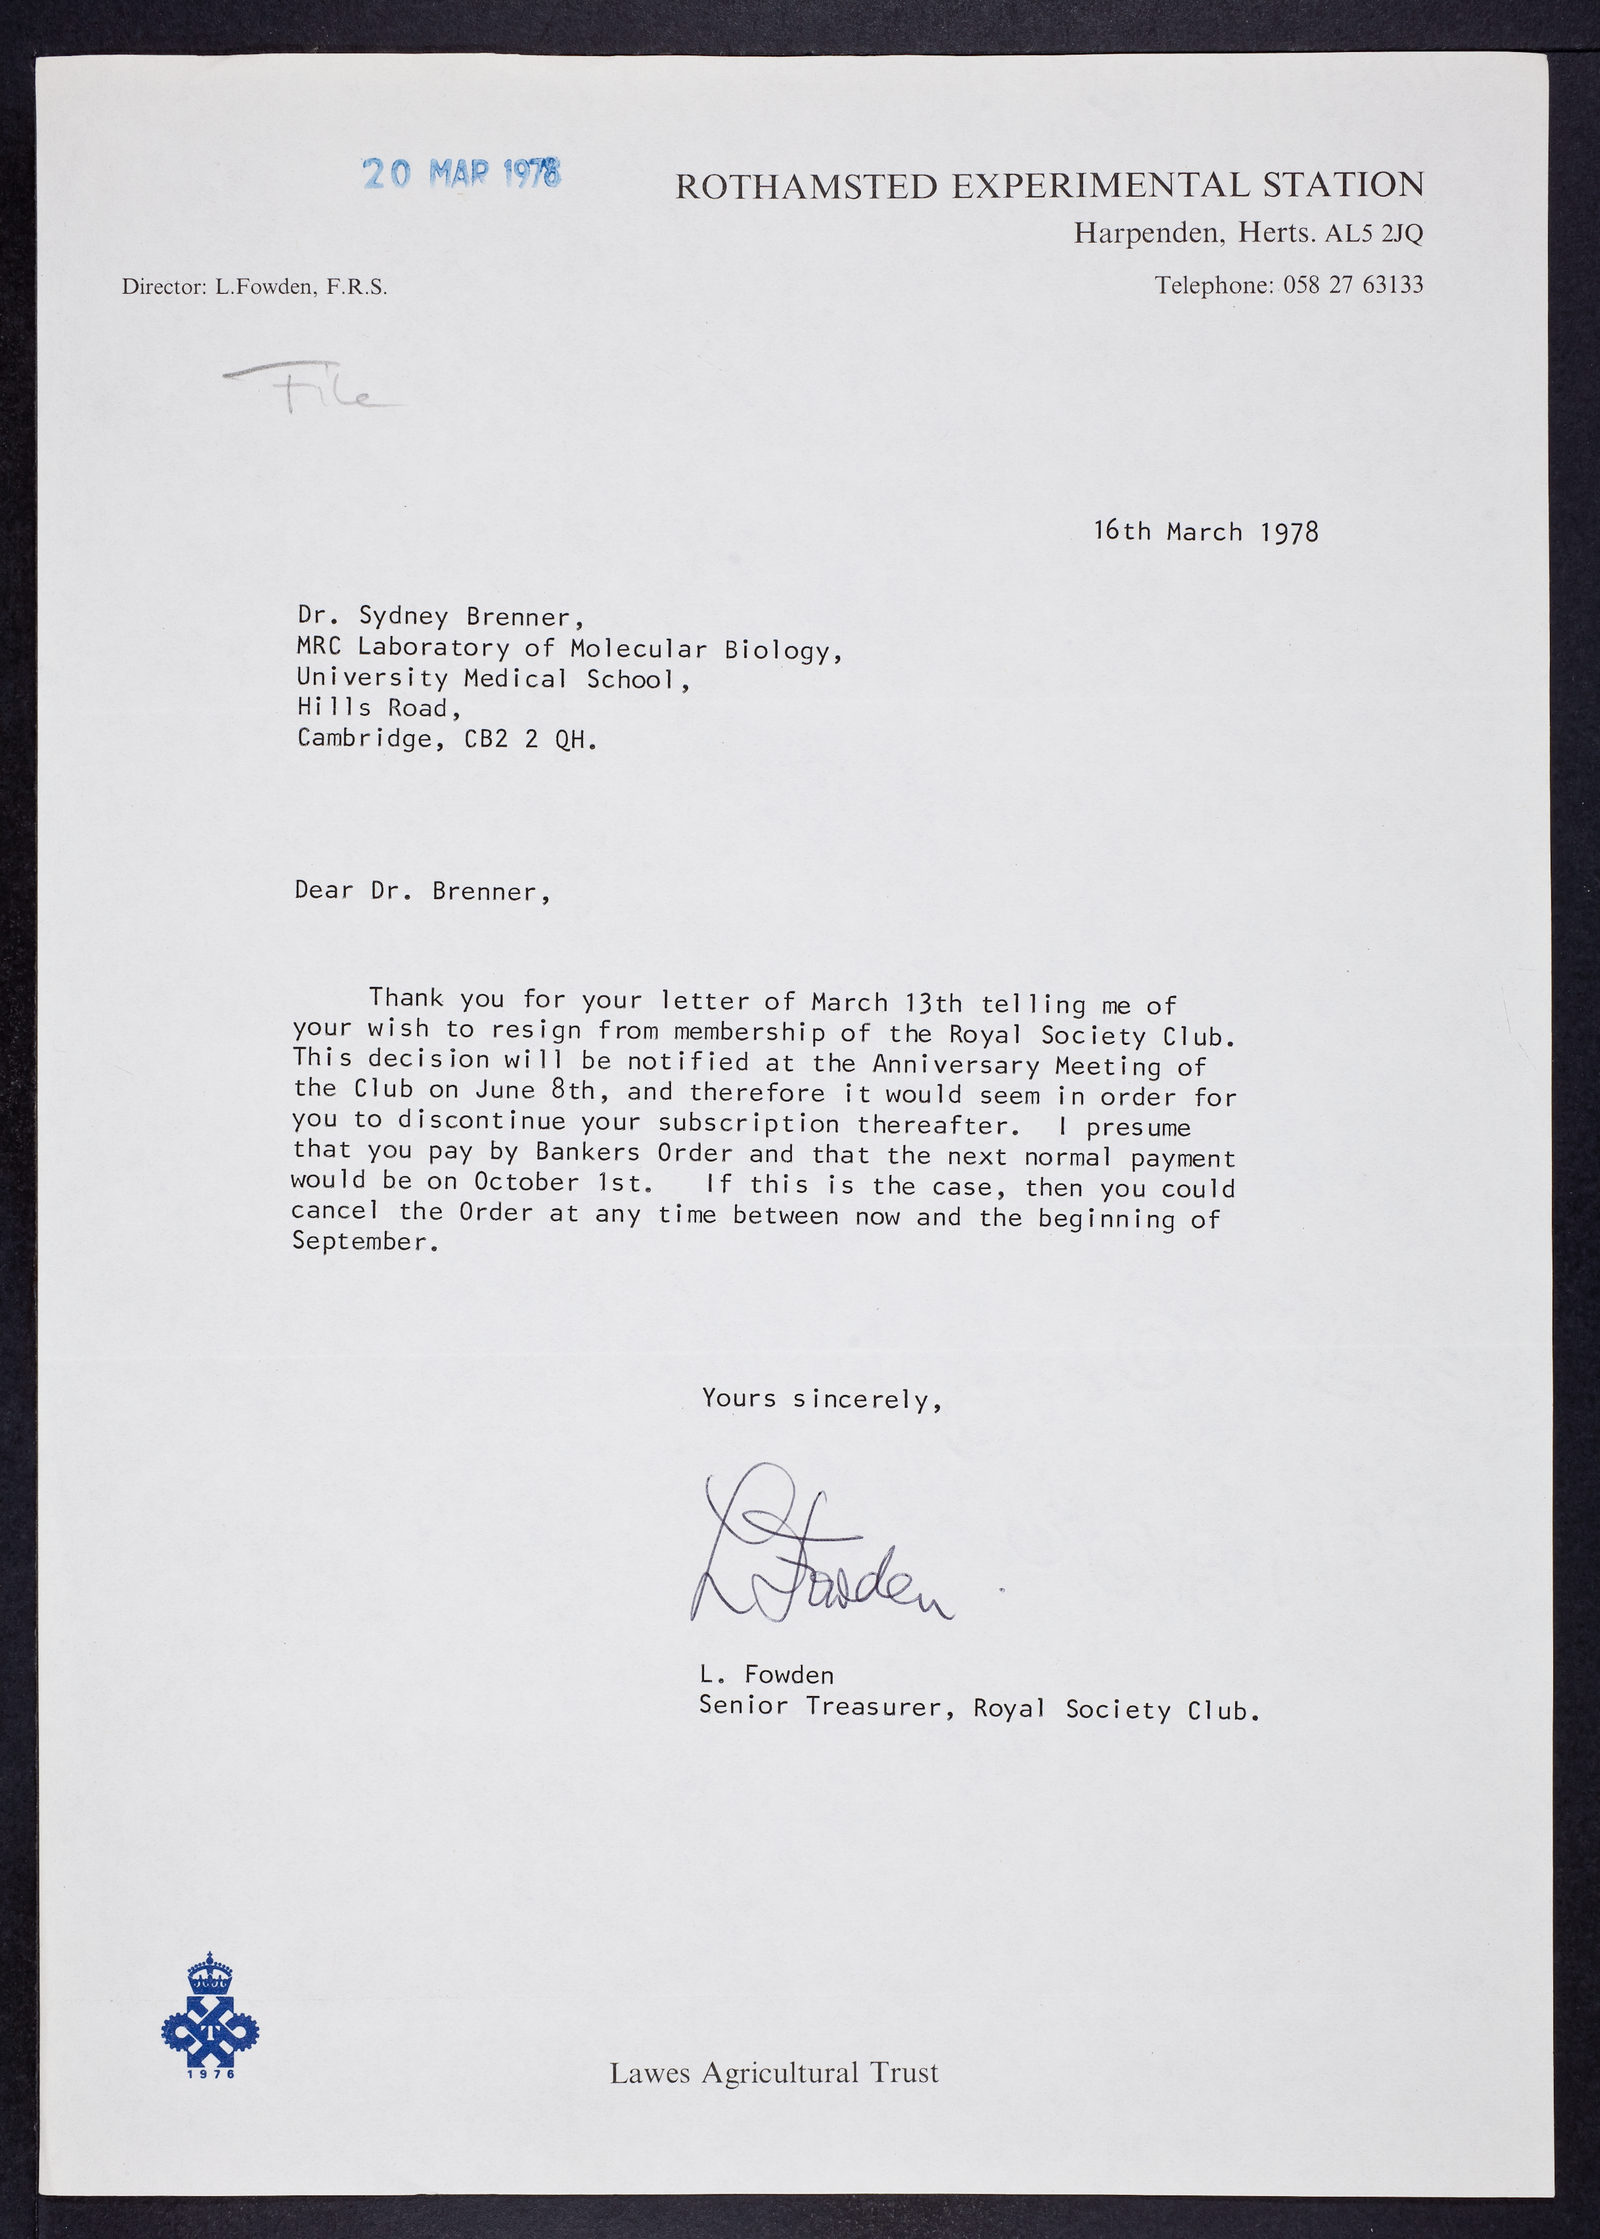 20 MAR 1978
ROTHAMSTED EXPERIMENTAL STATION
Harpenden, Herts. AL5 2JQ
Director: L.Fowden, F.R.S.
Telephone: 058 27 63133
File
16th March 1978
Dr. Sydney Brenner,
MRC Laboratory of Molecular Biology,
University Medical School,
Hills Road,
Cambridge, CB2 2 QH.
Dear Dr. Brenner,
Thank you for your letter of March 13th telling me of
your wish to resign from membership of the Royal Society Club.
This decision will be notified at the Anniversary Meeting of
the Club on June 8th, and therefore it would seem in order for
you to discontinue your subscription thereafter. I presume
that you pay by Bankers Order and that the next normal payment
would be on October 1st. If this is the case, then you could
cancel the Order at any time between now and the beginning of
September.
Yours sincerely,
L Fowden
L. Fowden
Senior Treasurer, Royal Society Club.
T
1976
Lawes Agricultural Trust